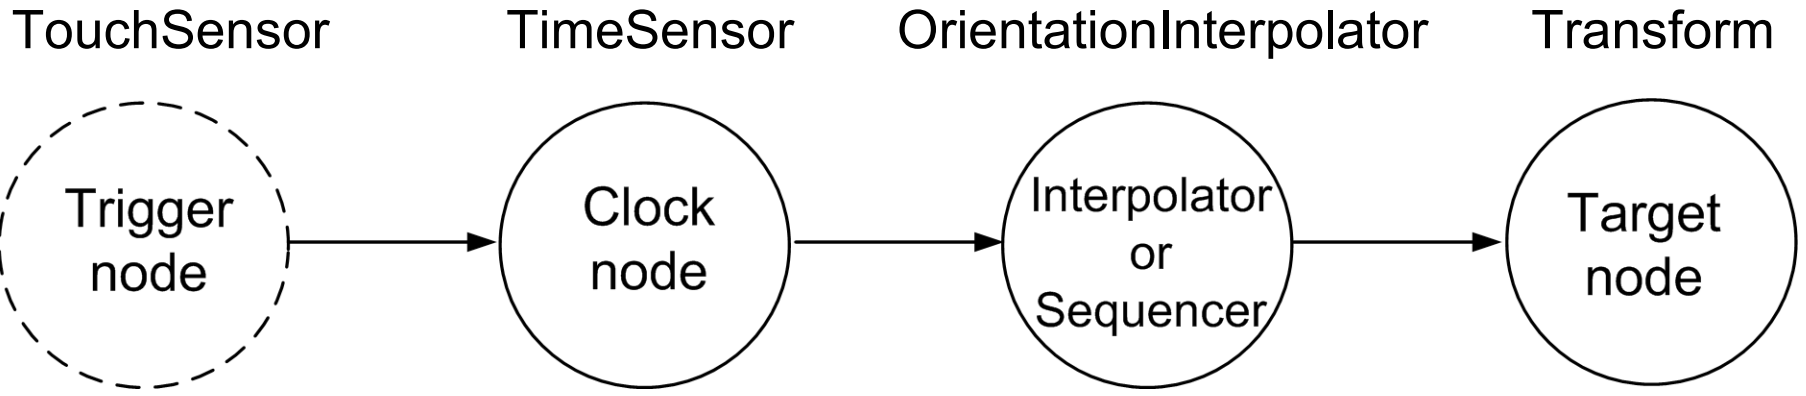 TouchSensor
TimeSensor
OrientationInterpolator
Transform
Trigger
node
Clock
node
Interpolator
or
Sequencer
Target
node